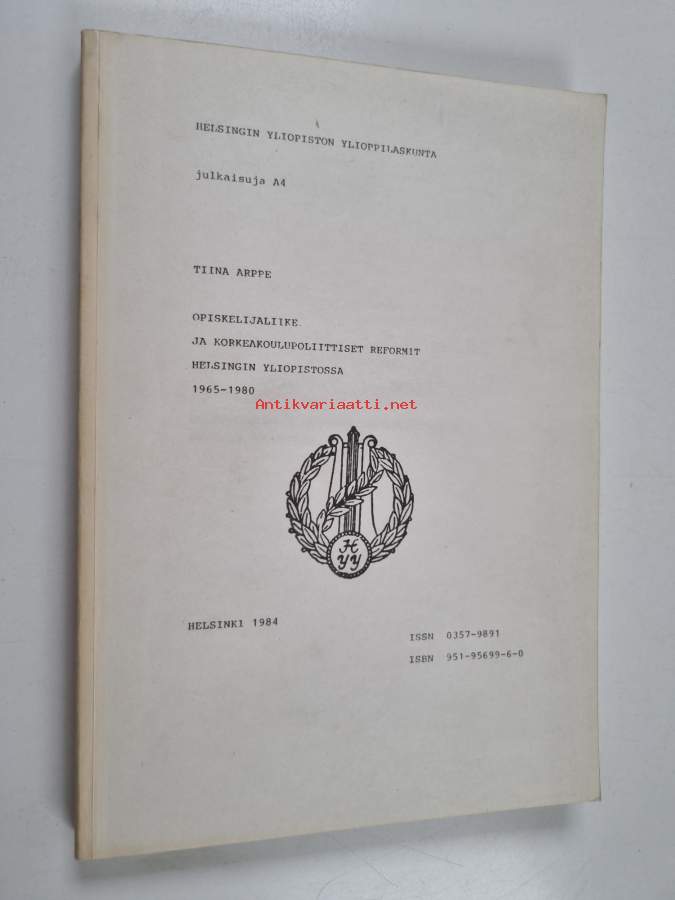 HELSINGIN YLIOPISTON YLIOPPILASKUNTA
julkaisuja A4
TIINA ARPPE
OPISKELIJALIIKE
JA KORKEAKOULUPOLIITTISET REFORMIT
HELSINGIN YLIOPISTOSSA
1965-1980
Antikvariaatti.net
H
YY
HELSINKI 1984
ISSN 0357-9891
ISBN 951-95699-6-0